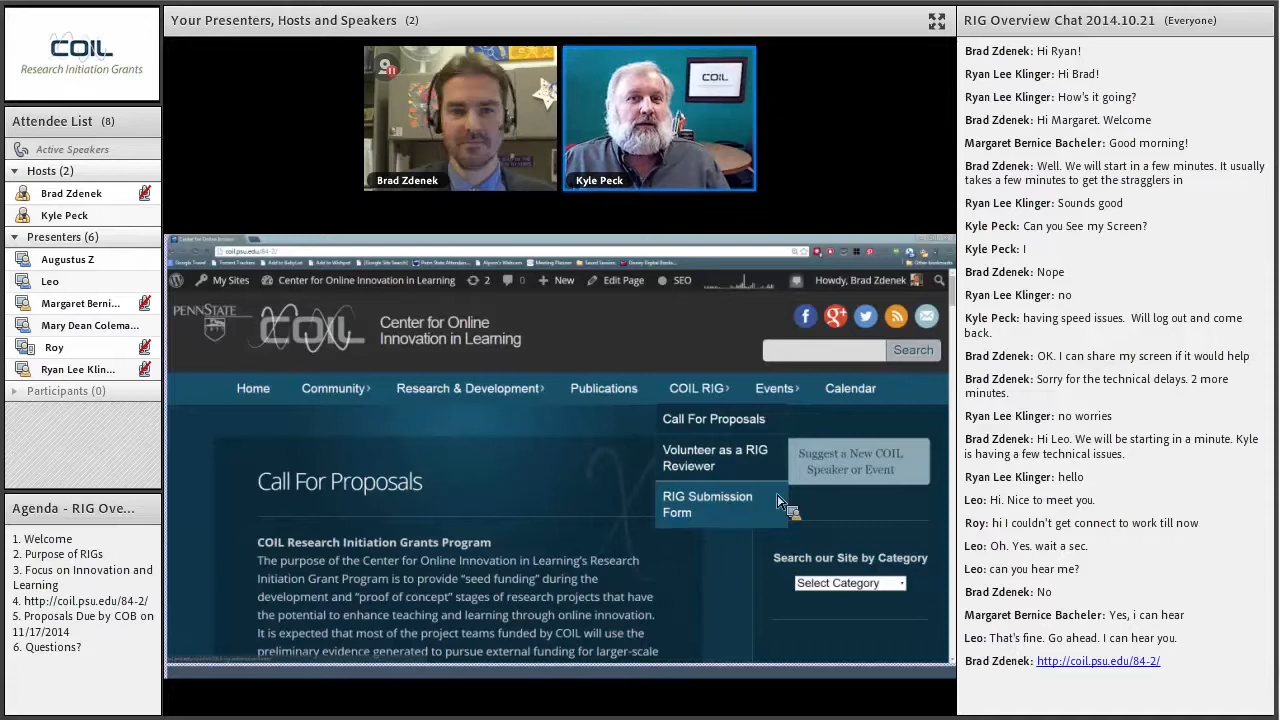 COIL
Research Initiation Grants
Attendee List (8)
Active Speakers
Hosts (2)
Brad Zdenek
Kyle Peck
Presenters (6)
Augustus Z
Leo
Margaret Berni...
Mary Dean Colema...
Roy
Ryan Lee Klin...
Participants (0)
Agenda - RIG Ove...
1. Welcome
2. Purpose of RIGs
3. Focus on Innovation and
Learning
4. http://coil.psu.edu/84-2/
5. Proposals Due by COB on
11/17/2014
6. Questions?
Your Presenters, Hosts and Speakers (2)
COIL
Brad Zdenek
Kyle Peck
coil.psu.edu/84-2/
My Sites
Center for Online Innovation in Learning
2
0
New
Edit Page
SEO
Howdy, Brad Zdenek
PENNSTATE
COIL
Center for Online
Innovation in Learning
Search
Home
Community
Research & Development
Publications
COIL RIG
Events
Calendar
Call For Proposals
Volunteer as a RIG
Reviewer
RIG Submission
Form
Suggest a New COIL
Speaker or Event
Call For Proposals
COIL Research Initiation Grants Program
The purpose of the Center for Online Innovation in Learning's Research
Initiation Grant Program is to provide "seed funding" during the
development and "proof of concept" stages of research projects that have
the potential to enhance teaching and learning through online innovation.
It is expected that most of the project teams funded by COIL will use the
preliminary evidence generated to pursue external funding for larger-scale
Search our Site by Category
Select Category
RIG Overview Chat 2014.10.21 (Everyone)
Brad Zdenek: Hi Ryan!
Ryan Lee Klinger: Hi Brad!
Ryan Lee Klinger: How's it going?
Brad Zdenek: Hi Margaret. Welcome
Margaret Bernice Bacheler: Good morning!
Brad Zdenek: Well. We will start in a few minutes. It usually
takes a few minutes to get the stragglers in
Ryan Lee Klinger: Sounds good
Kyle Peck: Can you See my Screen?
Kyle Peck: I
Brad Zdenek: Nope
Ryan Lee Klinger: no
Kyle Peck: having speed issues. Will log out and come
back.
Brad Zdenek: OK. I can share my screen if it would help
Brad Zdenek: Sorry for the technical delays. 2 more
minutes.
Ryan Lee Klinger: no worries
Brad Zdenek: Hi Leo. We will be starting in a minute. Kyle
is having a few technical issues.
Ryan Lee Klinger: hello
Leo: Hi. Nice to meet you.
Roy: hi I couldn't get connect to work till now
Leo: Oh. Yes. wait a sec.
Leo: can you hear me?
Brad Zdenek: No
Margaret Bernice Bacheler: Yes, i can hear
Leo: That's fine. Go ahead. I can hear you.
Brad Zdenek: http://coil.psu.edu/84-2/